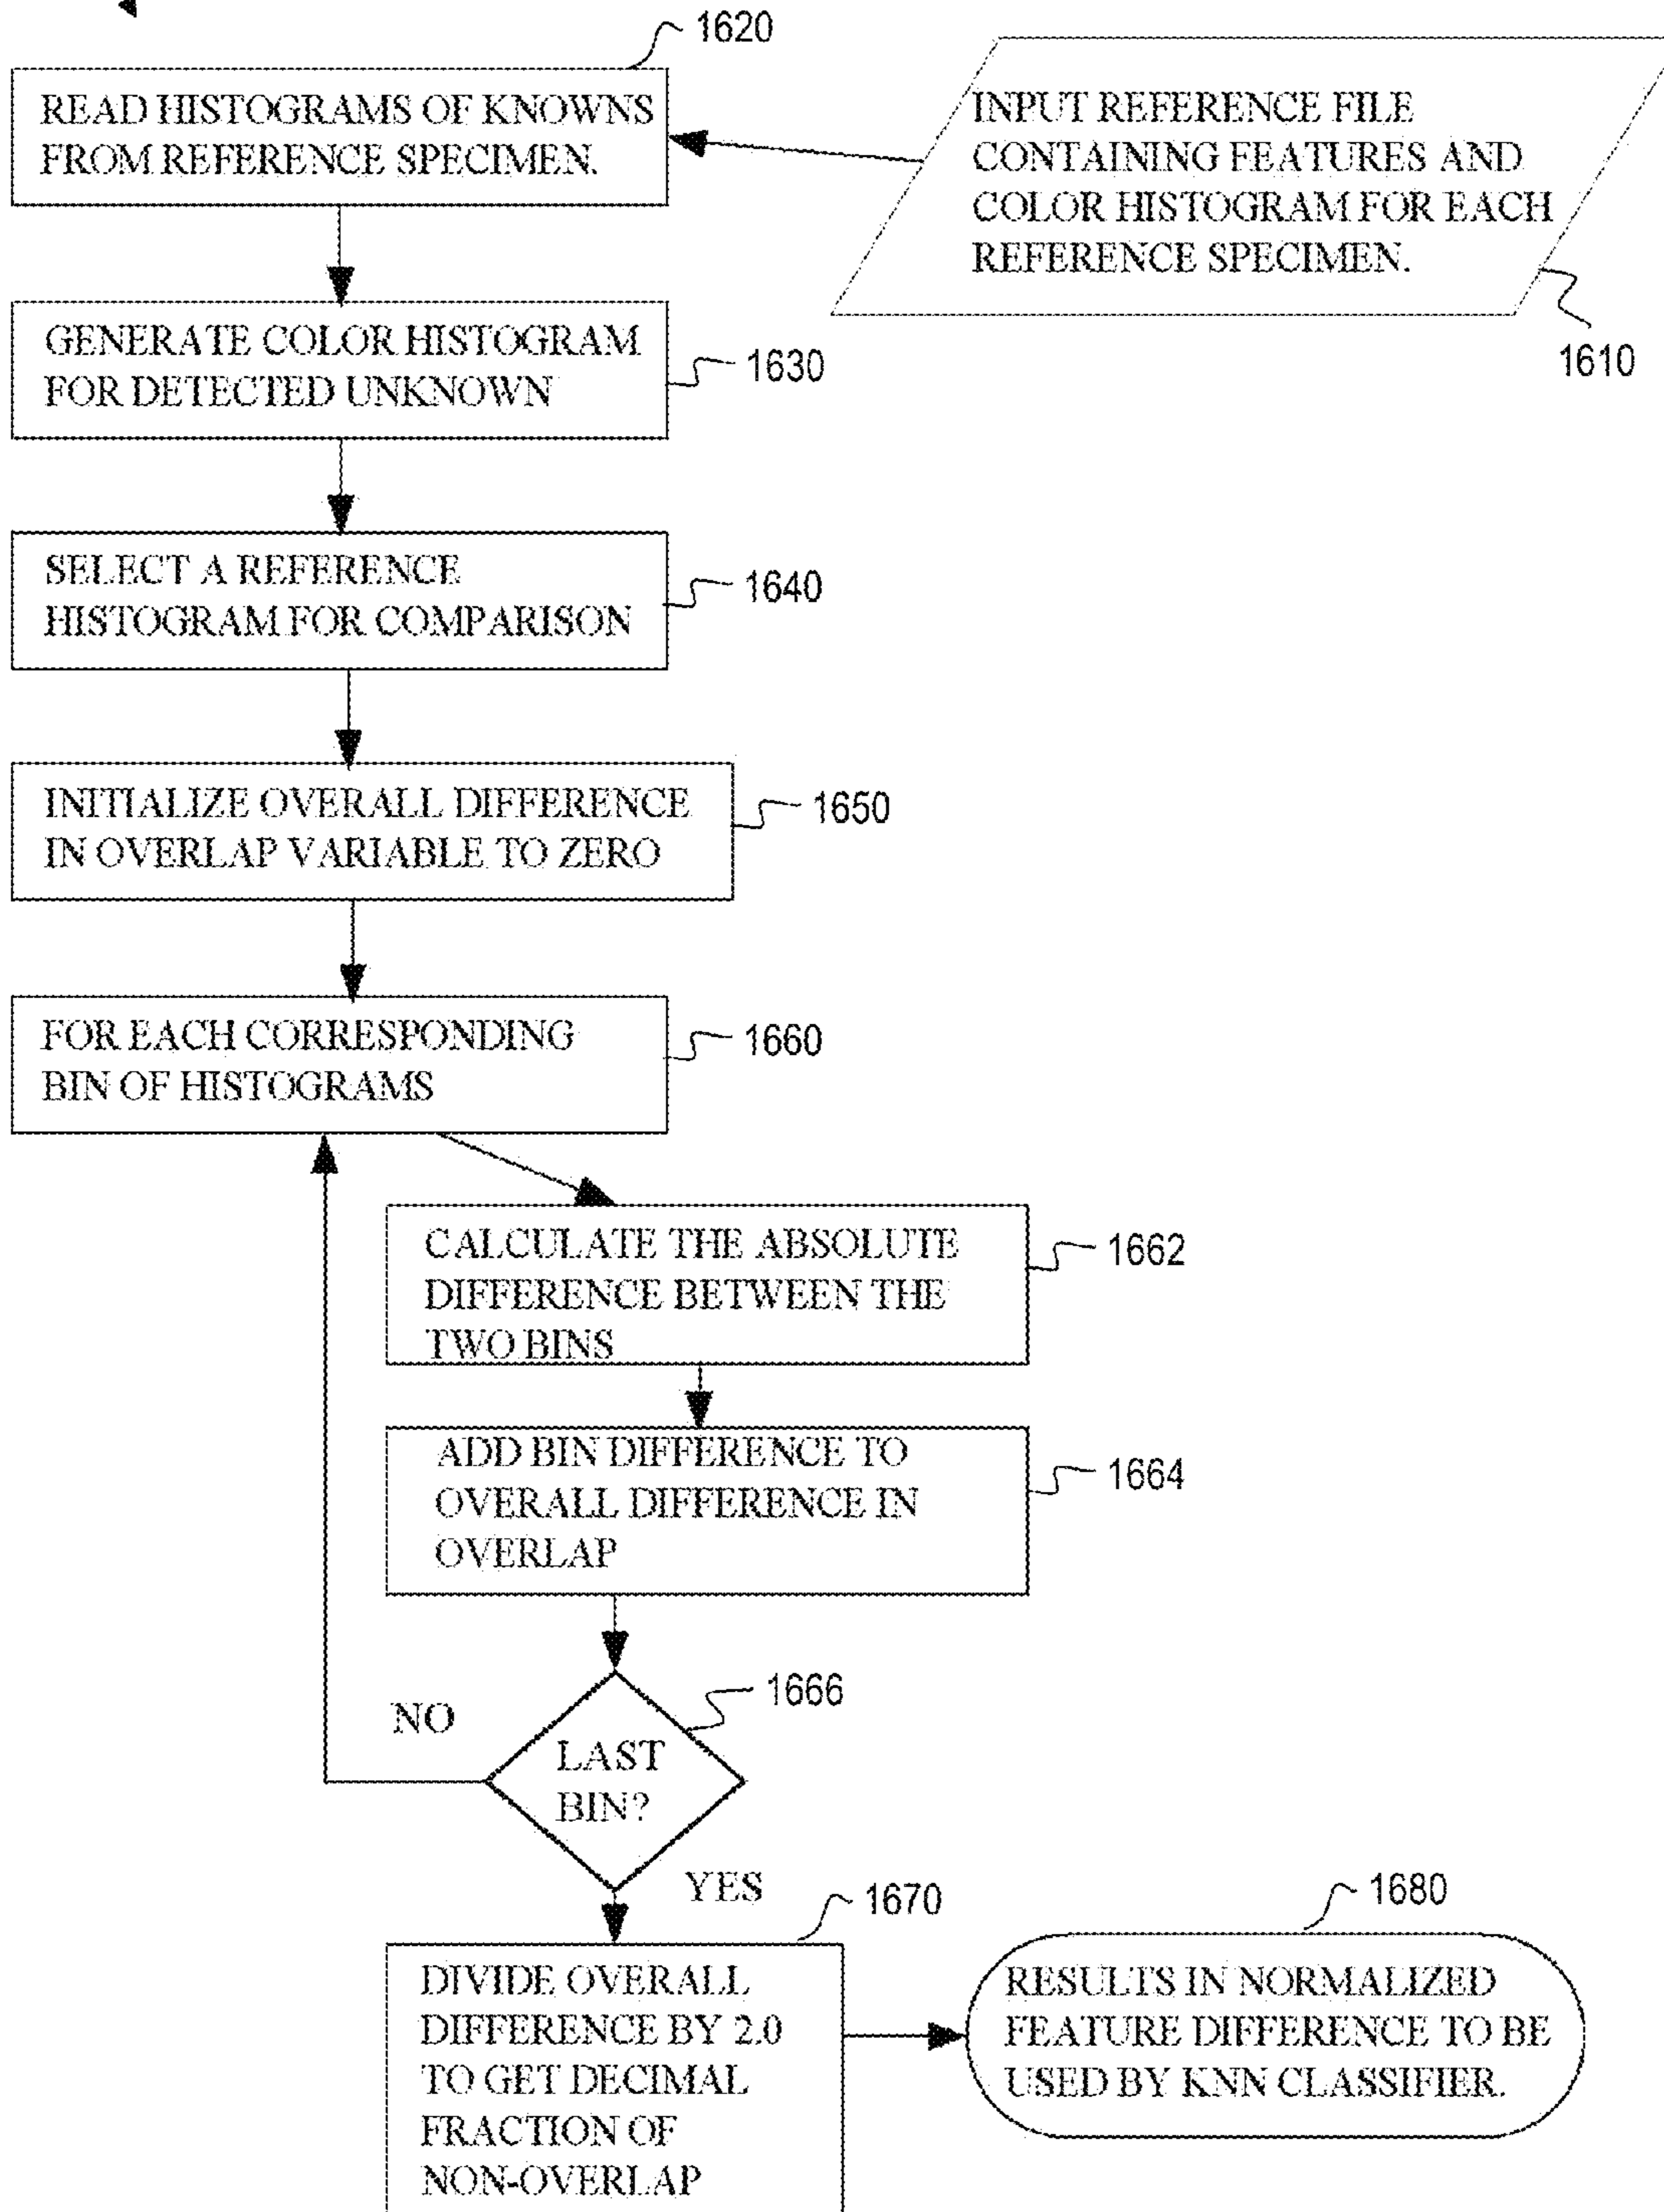 1620
READ HISTOGRAMS OF KNOWNS
FROM REFERENCE SPECIMEN.
INPUT REFERENCE FILE
CONTAINING FEATURES AND
COLOR HISTOGRAM FOR EACH
REFERENCE SPECIMEN.
1610
GENERATE COLOR HISTOGRAM
FOR DETECTED UNKNOWN
1630
SELECT A REFERENCE
HISTOGRAM FOR COMPARISON
1640
INITIALIZE OVERALL DIFFERENCE
IN OVERLAP VARIABLE TO ZERO
1650
FOR EACH CORRESPONDING
BIN OF HISTOGRAMS
1660
CALCULATE THE ABSOLUTE
DIFFERENCE BETWEEN THE
TWO BINS
1662
ADD BIN DIFFERENCE TO
OVERALL DIFFERENCE IN
OVERLAP
1664
1666
NO
LAST
BIN?
YES
1670
DIVIDE OVERALL
DIFFERENCE BY 2.0
TO GET DECIMAL
FRACTION OF
NON-OVERLAP
1680
RESULTS IN NORMALIZED
FEATURE DIFFERENCE TO BE
USED BY KNN CLASSIFIER.